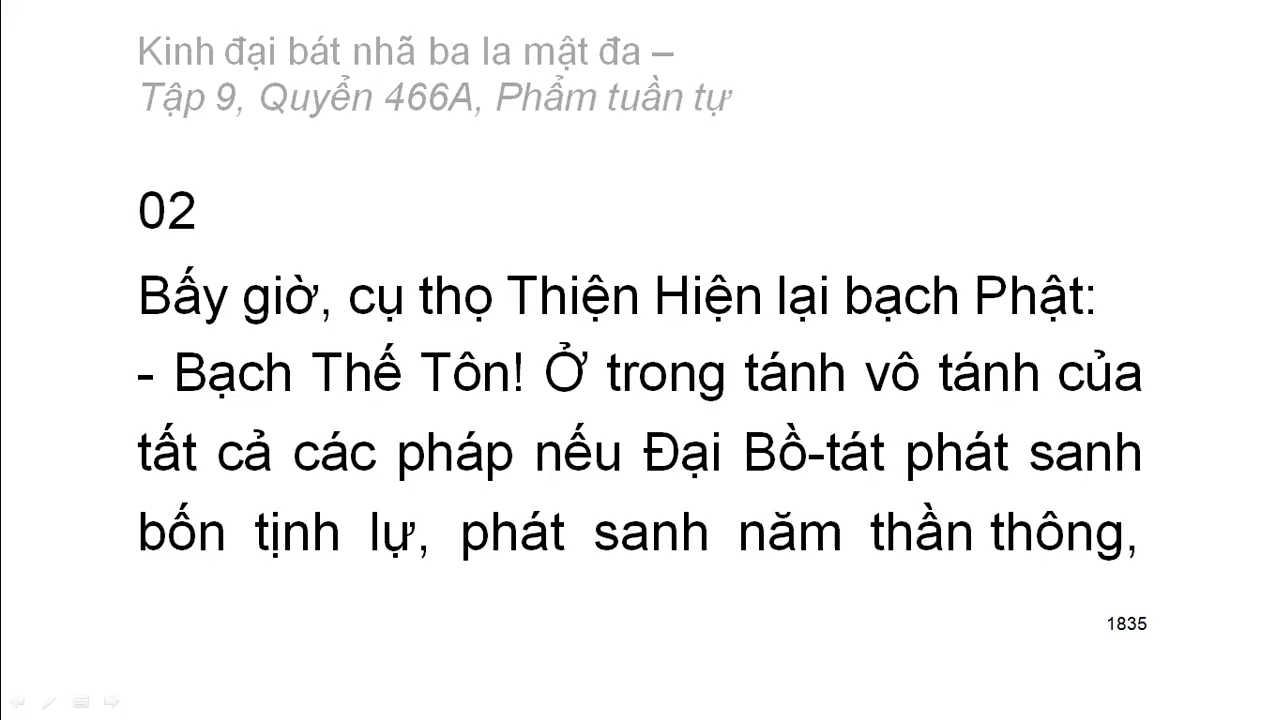 Kinh đại bát nhã ba la mật đa –
Tập 9, Quyển 466A, Phẩm tuần tự
02
Bấy giờ, cụ thọ Thiện Hiện lại bạch Phật:
- Bạch Thế Tôn! Ở trong tánh vô tánh của
tất cả các pháp nếu Đại Bồ-tát phát sanh
bốn tịnh lự, phát sanh năm thần thông,
1835